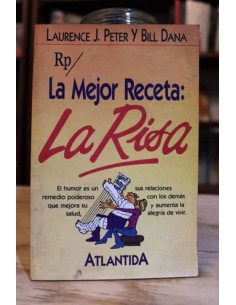 LAURENCE J. PETER Y BILL DANA
Rp/
La Mejor Receta:
La Risa
El humor es un
remedio poderoso
que mejora su
salud,
sus relaciones
con los demás
y aumenta la
alegría de vivir.
ATLANTIDA